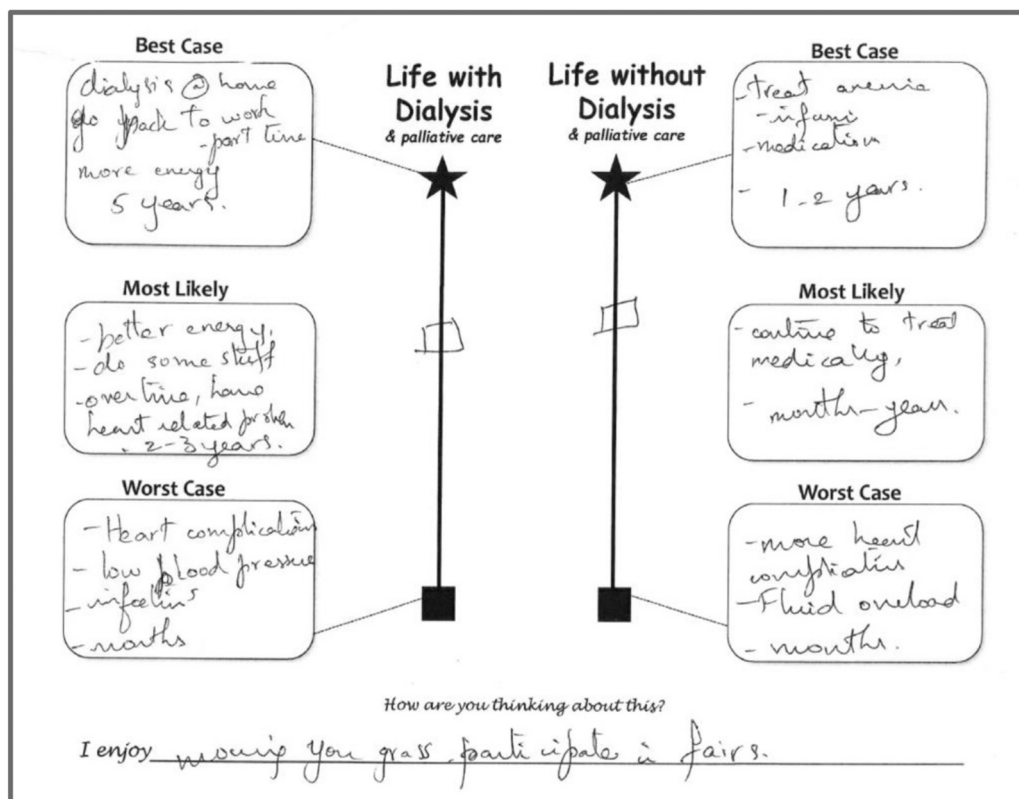 Best Case
dialysis @ home
go back to work
- part time
more energy
5 years.
Most Likely
- better energy,
- do some stuff
- over time, have
heart related problem
. 2-3 years.
Worst Case
- Heart complication
- low blood pressure
- infections
- months
Life with
Dialysis
& palliative care
Life without
Dialysis
& palliative care
Best Case
- treat anemia
- medication
- 1-2 years.
Most Likely
- continue to treat
medically,
- months-years.
Worst Case
- more heart
complications
- Fluid overload
- months.
How are you thinking about this?
I enjoy mowing you grass participate in fairs.